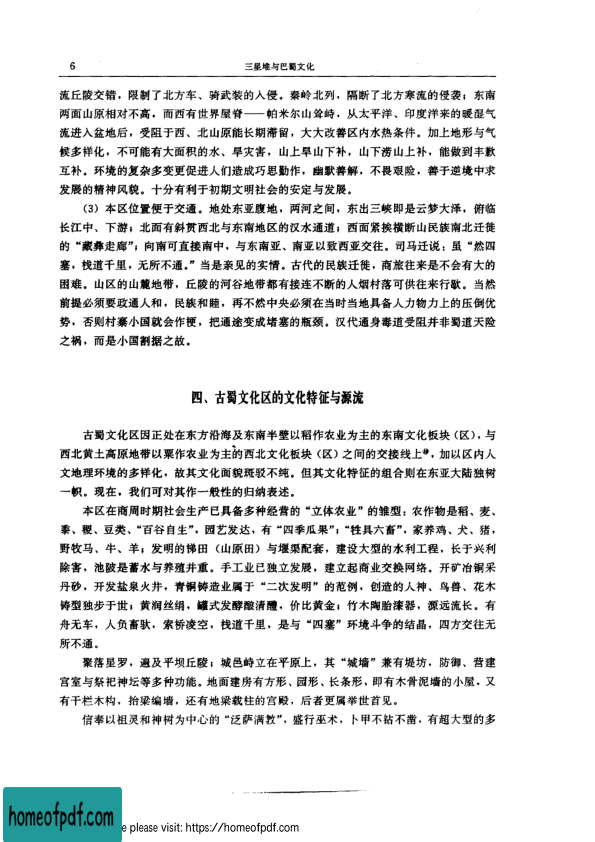 6
三星堆与巴蜀文化
流丘陵交错，限制了北方车、骑武装的入侵。秦岭北列，隔断了北方寒流的侵袭；东南
两面山原相对不高，而西有世界屋脊——帕米尔山耸峙，从太平洋、印度洋来的暖湿气
流进入盆地后，受阻于西、北山原能长期滞留，大大改善区内水热条件。加上地形与气
候多样化，不可能有大面积的水、旱灾害，山上旱山下补，山下涝山上补，能做到丰歉
互补。环境的复杂多变更促进人们造成巧思勤作，幽默善解，不畏艰险，善于逆境中求
发展的精神风貌。十分有利于初期文明社会的安定与发展。
（3）本区位置便于交通。地处东亚腹地，两河之间，东出三峡即是云梦大泽，俯临
长江中、下游；北面有斜贯西北与东南地区的汉水通道；西面紧挨横断山民族南北迁徙
的“藏彝走廊”；向南可直接南中，与东南亚、南亚以致西亚交往。司马迁说：虽“然四
塞，栈道千里，无所不通。”当是亲见的实情。古代的民族迁徙，商旅往来是不会有大的
困难。山区的山麓地带，丘陵的河谷地带都有接连不断的人烟村落可供往来行歇。当然
前提必须要政通人和，民族和睦，再不然中央必须在当时当地具备人力物力上的压倒优
势，否则村寨小国就会作梗，把通途变成堵塞的瓶颈。汉代通身毒道受阻并非蜀道天险
之祸，而是小国割据之故。
四、古蜀文化区的文化特征与源流
古蜀文化区因正处在东方沿海及东南半壁以稻作农业为主的东南文化板块（区），与
西北黄土高原地带以粟作农业为主的西北文化板块（区）之间的交接线上，加以区内人
文地理环境的多样化，故其文化面貌斑驳不纯。但其文化特征的组合则在东亚大陆独树
一帜。现在，我们可对其作一般性的归纳表述。
本区在商周时期社会生产已具备多种经营的“立体农业”的雏型：农作物是稻、麦、
黍、稷、豆类、“百谷自生”，园艺发达，有“四季瓜果”；“牲具六畜”，家养鸡、犬、猪，
野牧马、牛、羊；发明的梯田（山原田）与堰渠配套，建设大型的水利工程，长于兴利
除害，池陂是蓄水与养殖并重。手工业已独立发展，建立起商业交换网络。开矿冶铜采
丹砂，开发盐泉火井，青铜铸造业属于“二次发明”的范例，创造的人神、鸟兽、花木
铸型独步于世；黄润丝绢，罐式发酵酿清醴，价比黄金；竹木陶胎漆器，源远流长。有
舟无车，人负畜驮，索桥凌空，栈道千里，是与“四塞”环境斗争的结晶，四方交往无
所不通。
聚落星罗，遍及平坝丘陵；城邑峙立在平原上，其“城墙”兼有堤坊，防御、营建
宫室与祭祀神坛等多种功能。地面建房有方形、园形、长条形，即有木骨泥墙的小屋，又
有干栏木构，抬梁编墙，还有地梁载柱的宫殿，后者更属举世首见。
信奉以祖灵和神树为中心的“泛萨满教”，盛行巫术，卜甲不钻不凿，有超大型的多
homeofpdf.com
e please visit: https://homeofpdf.com